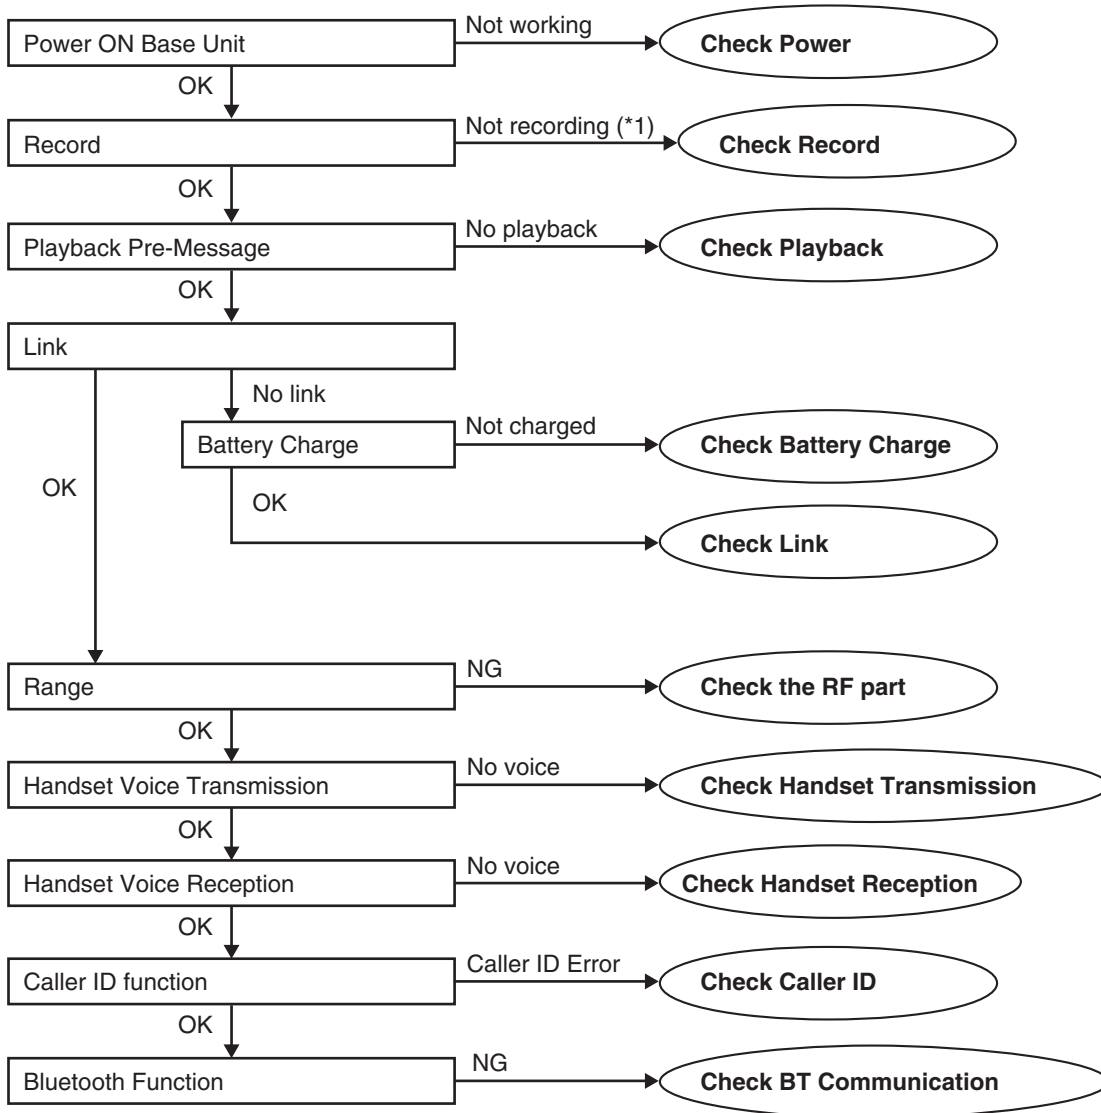 Power ON Base Unit
Not working
Check Power
OK
Record
Not recording (*1)
Check Record
OK
Playback Pre-Message
No playback
Check Playback
OK
Link
No link
Battery Charge
Not charged
Check Battery Charge
OK
OK
Check Link
Range
NG
Check the RF part
OK
Handset Voice Transmission
No voice
Check Handset Transmission
OK
Handset Voice Reception
No voice
Check Handset Reception
OK
Caller ID function
Caller ID Error
Check Caller ID
OK
Bluetooth Function
NG
Check BT Communication